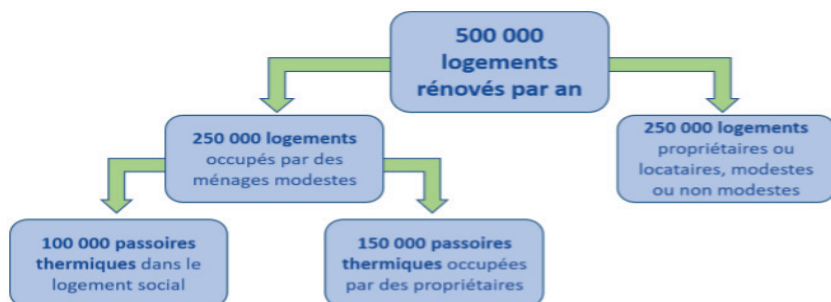 500 000
logements
rénovés par an
250 000 logements
occupés par des
ménages modestes
250 000 logements
propriétaires ou
locataires, modestes
ou non modestes
100 000 passoires
thermiques dans le
logement social
150 000 passoires
thermiques occupées
par des propriétaires